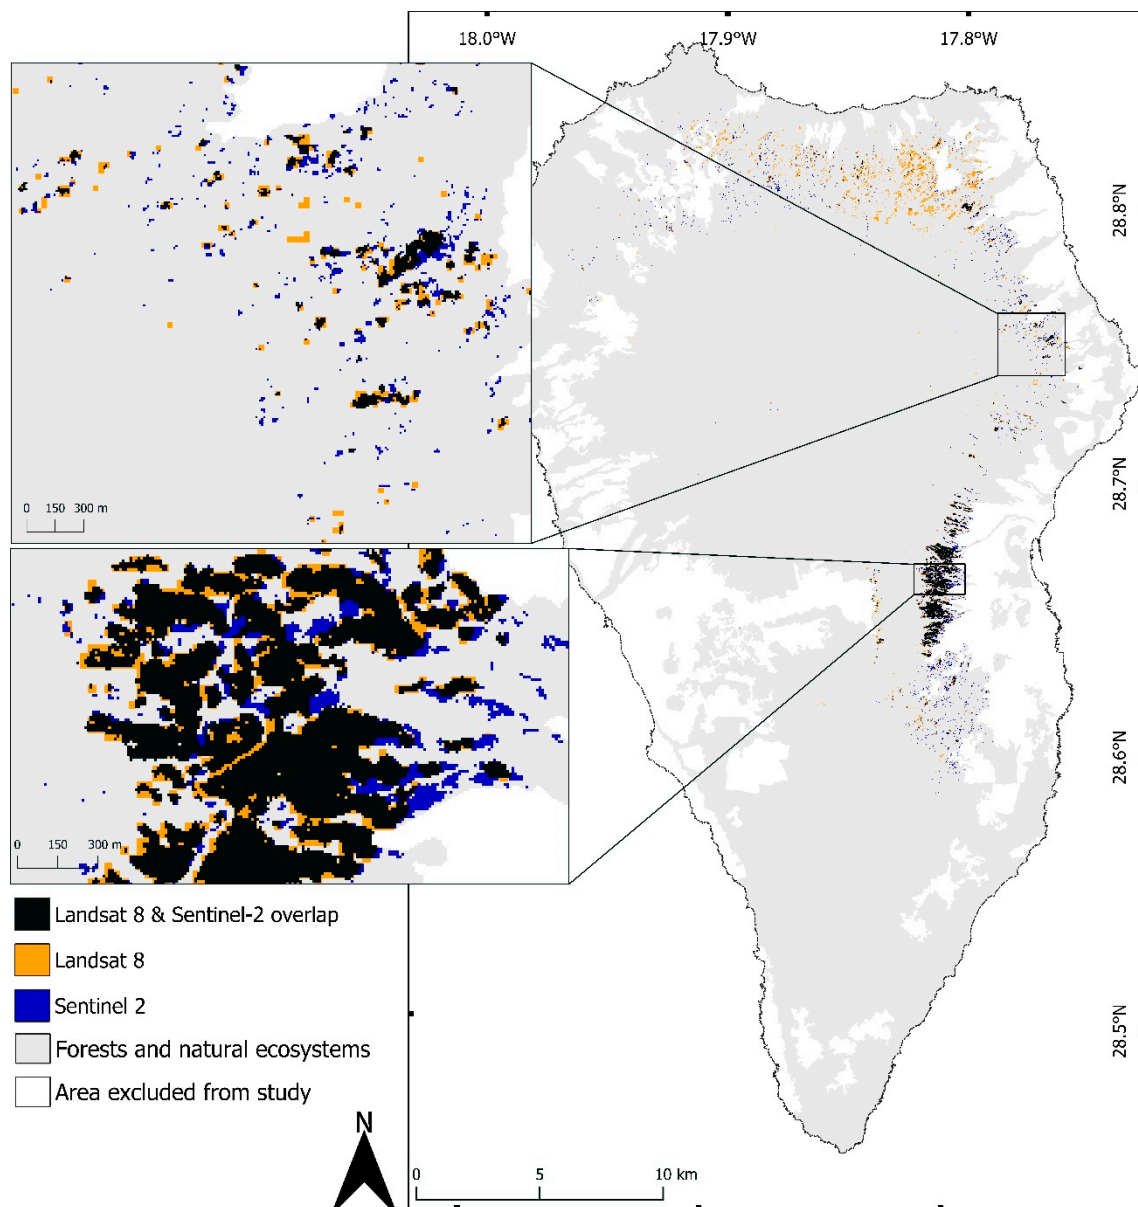 18.0°W 17.9°W 17.8°W
28.8°N
28.7°N
28.6°N
28.5°N
0 150 300 m
0 150 300 m
Landsat 8 & Sentinel-2 overlap
Landsat 8
Sentinel 2
Forests and natural ecosystems
Area excluded from study
N
0 5 10 km